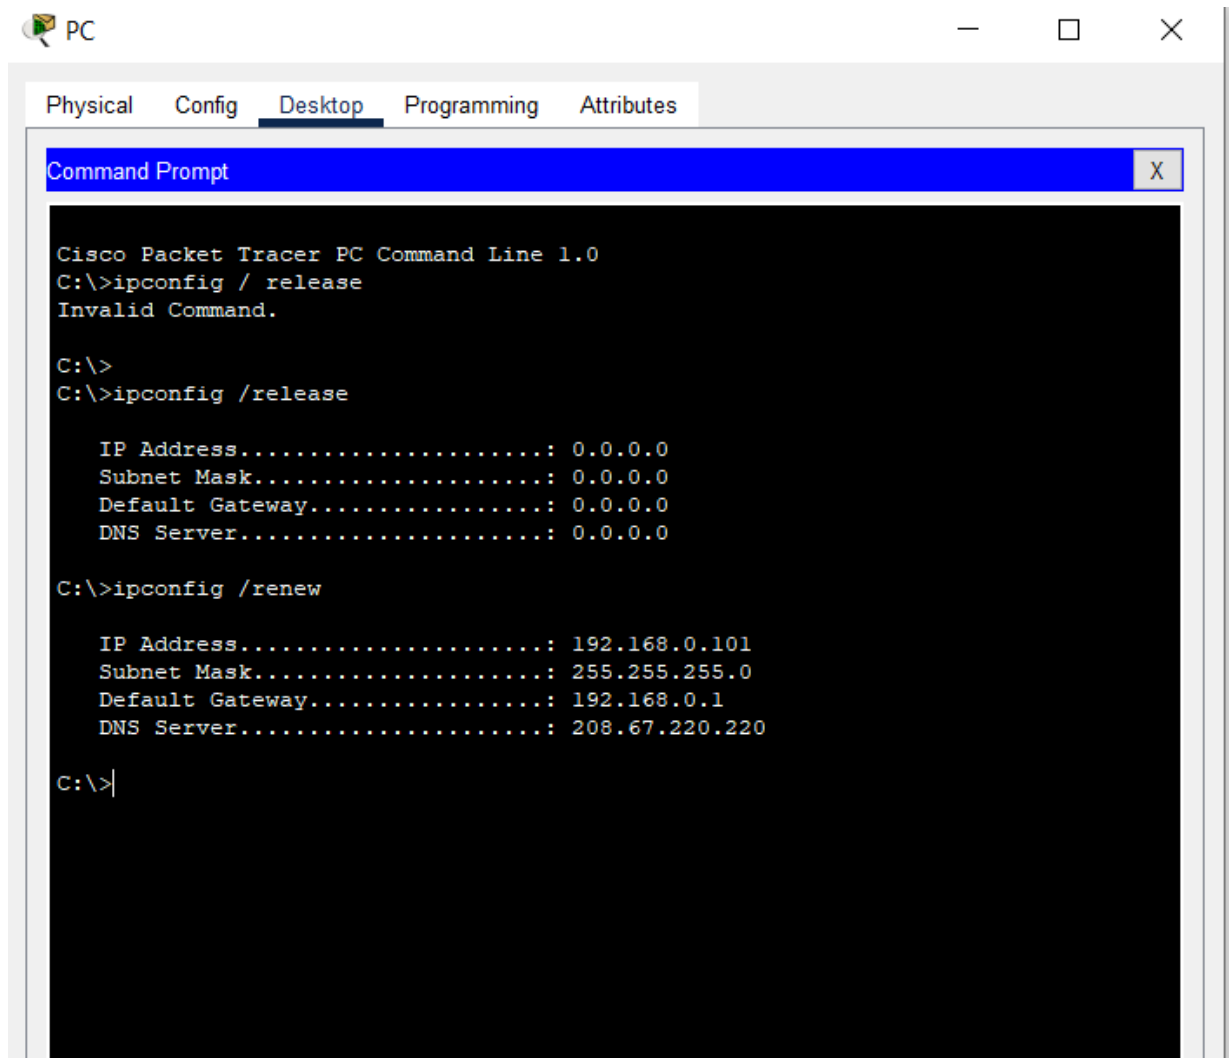 PC
Physical Config Desktop Programming Attributes
Command Prompt X
Cisco Packet Tracer PC Command Line 1.0
C:\>ipconfig / release
Invalid Command.
C:\>
C:\>ipconfig /release
IP Address......................: 0.0.0.0
Subnet Mask.....................: 0.0.0.0
Default Gateway.................: 0.0.0.0
DNS Server......................: 0.0.0.0
C:\>ipconfig /renew
IP Address......................: 192.168.0.101
Subnet Mask.....................: 255.255.255.0
Default Gateway.................: 192.168.0.1
DNS Server......................: 208.67.220.220
C:\>